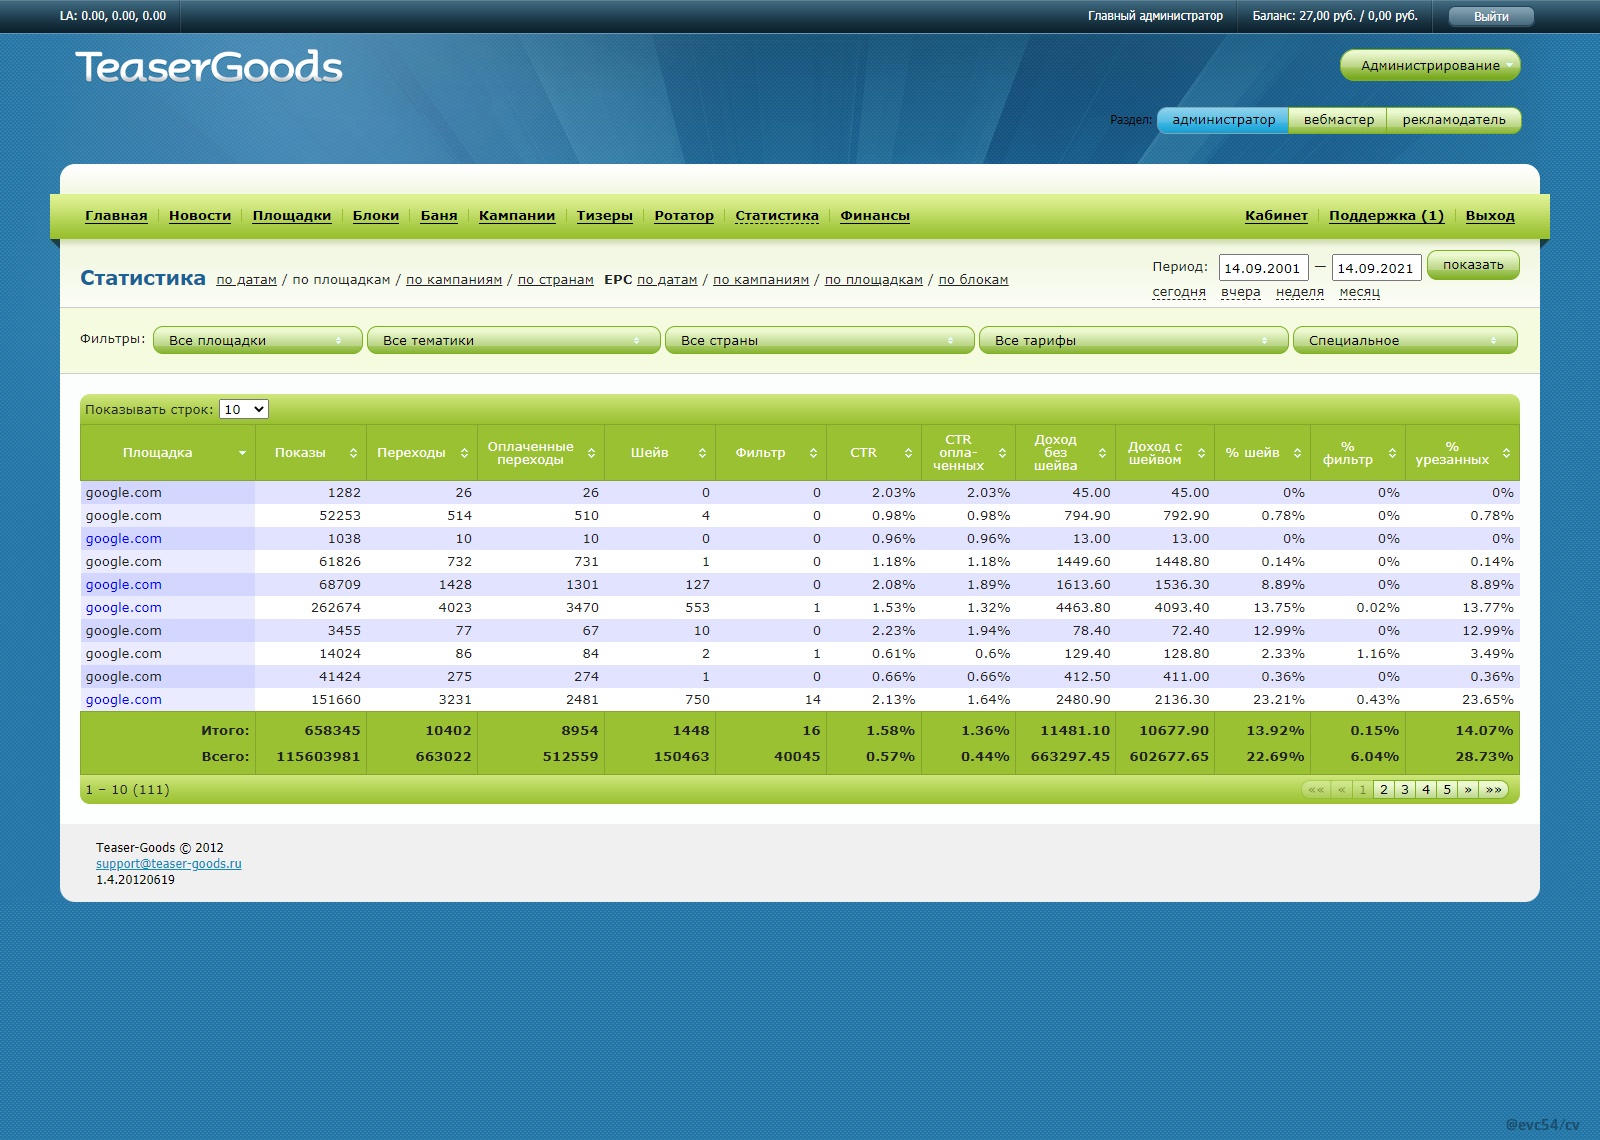 LA: 0.00, 0.00, 0.00 Главный администратор Баланс: 27,00 руб. / 0,00 руб. Выйти
TeaserGoods
Администрирование
Раздел: администратор вебмастер рекламодатель
Главная Новости Площадки Блоки Баня Кампании Тизеры Ротатор Статистика Финансы Кабинет Поддержка (1) Выход
Статистика по датам / по площадкам / по кампаниям / по странам EPC по датам / по кампаниям / по площадкам / по блокам
Период: 14.09.2001 — 14.09.2021 показать
сегодня вчера неделя месяц
Фильтры: Все площадки Все тематики Все страны Все тарифы Специальное
Показывать строк: 10
Площадка Показы Переходы Оплаченные переходы Шейв Фильтр CTR CTR опла-ченных Доход без шейва Доход с шейвом % шейв % фильтр % урезанных
google.com 1282 26 26 0 0 2.03% 2.03% 45.00 45.00 0% 0% 0%
google.com 52253 514 510 4 0 0.98% 0.98% 794.90 792.90 0.78% 0% 0.78%
google.com 1038 10 10 0 0 0.96% 0.96% 13.00 13.00 0% 0% 0%
google.com 61826 732 731 1 0 1.18% 1.18% 1449.60 1448.80 0.14% 0% 0.14%
google.com 68709 1428 1301 127 0 2.08% 1.89% 1613.60 1536.30 8.89% 0% 8.89%
google.com 262674 4023 3470 553 1 1.53% 1.32% 4463.80 4093.40 13.75% 0.02% 13.77%
google.com 3455 77 67 10 0 2.23% 1.94% 78.40 72.40 12.99% 0% 12.99%
google.com 14024 86 84 2 1 0.61% 0.6% 129.40 128.80 2.33% 1.16% 3.49%
google.com 41424 275 274 1 0 0.66% 0.66% 412.50 411.00 0.36% 0% 0.36%
google.com 151660 3231 2481 750 14 2.13% 1.64% 2480.90 2136.30 23.21% 0.43% 23.65%
Итого: 658345 10402 8954 1448 16 1.58% 1.36% 11481.10 10677.90 13.92% 0.15% 14.07%
Всего: 115603981 663022 512559 150463 40045 0.57% 0.44% 663297.45 602677.65 22.69% 6.04% 28.73%
1 – 10 (111) «« « 1 2 3 4 5 » »»
Teaser-Goods © 2012
support@teaser-goods.ru
1.4.20120619
@evc54/cv